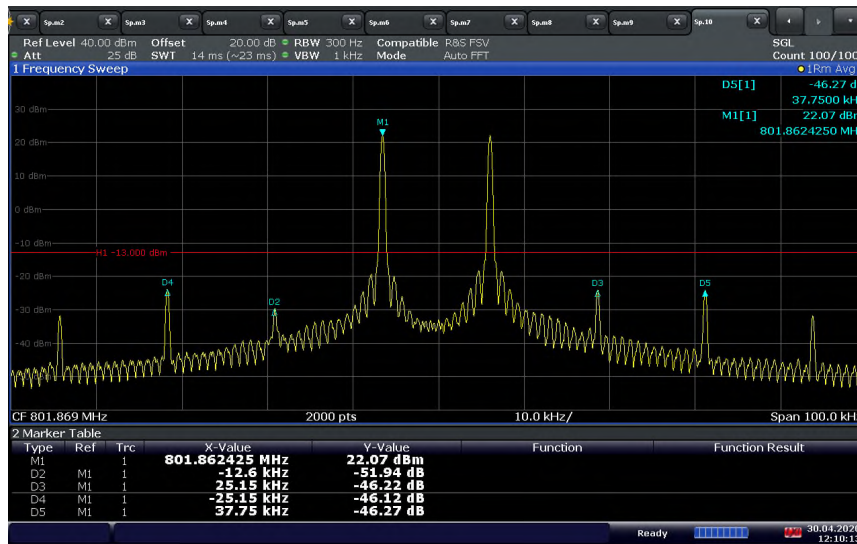 Sp.m2 X Sp.m3 X Sp.m4 X Sp.m5 X Sp.m6 X Sp.m7 X Sp.m8 X Sp.m9 X Sp.10 X
Ref Level 40.00 dBm Offset 20.00 dB RBW 300 Hz Compatible R&S FSV SGL
Att 25 dB SWT 14 ms (~23 ms) VBW 1 kHz Mode Auto FFT Count 100/100
1 Frequency Sweep 1Rm Avg
D5[1] -46.27 d
37.7500 kH
M1[1] 22.07 dBr
801.8624250 MH
30 dBm
M1
20 dBm
10 dBm
0 dBm
-10 dBm
H1 -13.000 dBm
-20 dBm
D4 D3 D5
D2
-30 dBm
-40 dBm
CF 801.869 MHz 2000 pts 10.0 kHz/ Span 100.0 kH
2 Marker Table
Type Ref Trc X-Value Y-Value Function Function Result
M1 1 801.862425 MHz 22.07 dBm
D2 M1 1 -12.6 kHz -51.94 dB
D3 M1 1 25.15 kHz -46.22 dB
D4 M1 1 -25.15 kHz -46.12 dB
D5 M1 1 37.75 kHz -46.27 dB
Ready 30.04.2020
12:10:13